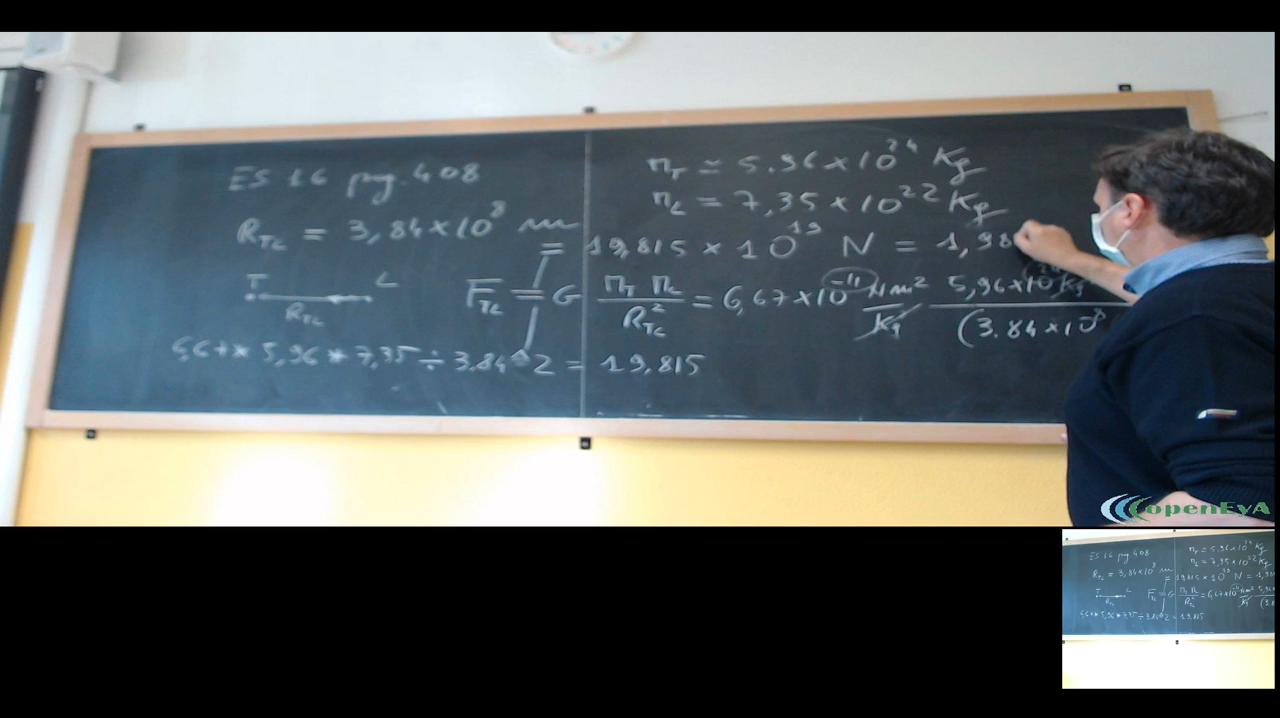 ES 16 pag. 408
R_TL = 3,84×10^8 m
T L
R_TL
M_T = 5.96×10^24 Kg
M_L = 7,35×10^22 Kg
= 19,815 × 10^19 N = 1,98
F_TL = G M_T M_L / R_TL^2 = 6,67×10^-11 N m^2 / Kg 5,96×10^24 Kg / (3.84×10^8
6,67* 5,96 * 7,35 ÷ 3.84^2 = 19,815
openEyA